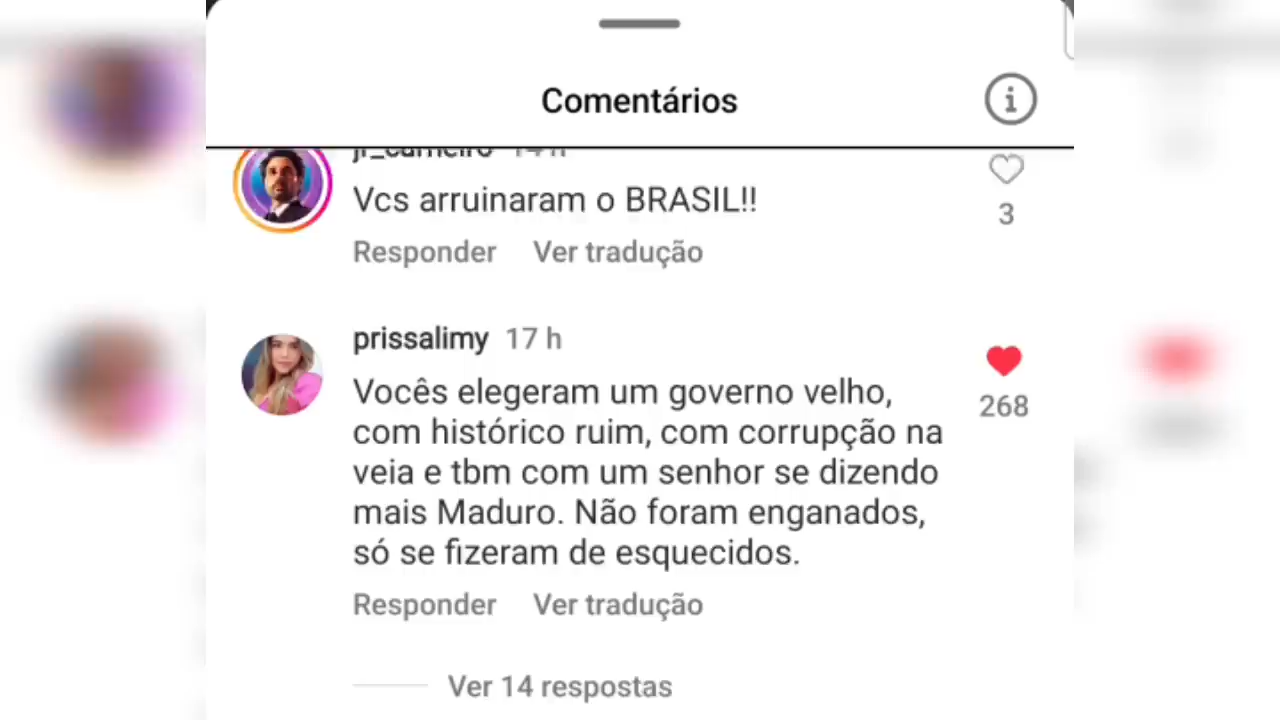 Comentários
Vcs arruinaram o BRASIL!!
3
Responder Ver tradução
prissalimy 17 h
Vocês elegeram um governo velho,
com histórico ruim, com corrupção na
veia e tbm com um senhor se dizendo
mais Maduro. Não foram enganados,
só se fizeram de esquecidos.
268
Responder Ver tradução
Ver 14 respostas